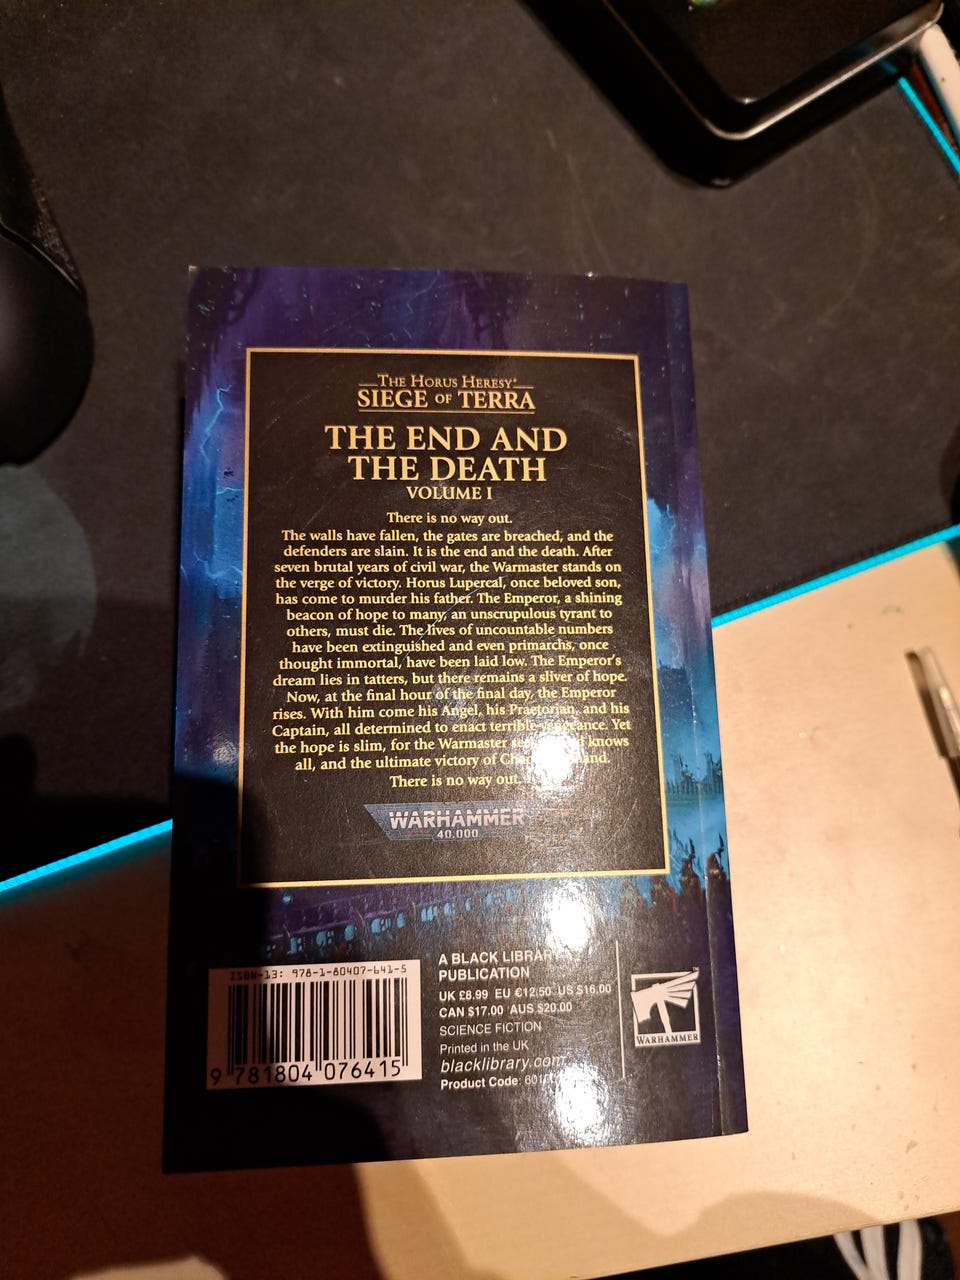 THE HORUS HERESY®
SIEGE OF TERRA
THE END AND
THE DEATH
VOLUME I
There is no way out.
The walls have fallen, the gates are breached, and the
defenders are slain. It is the end and the death. After
seven brutal years of civil war, the Warmaster stands on
the verge of victory. Horus Lupercal, once beloved son,
has come to murder his father. The Emperor, a shining
beacon of hope to many, an unscrupulous tyrant to
others, must die. The lives of uncountable numbers
have been extinguished and even primarchs, once
thought immortal, have been laid low. The Emperor's
dream lies in tatters, but there remains a sliver of hope.
Now, at the final hour of the final day, the Emperor
rises. With him come his Angel, his Praetorian, and his
Captain, all determined to enact terrible vengeance. Yet
the hope is slim, for the Warmaster knows
all, and the ultimate victory of
There is no way out.
WARHAMMER
40,000
ISBN-13: 978-1-80407-641-5
9 781804 076415
A BLACK LIBRARY
PUBLICATION
UK £8.99 EU €12.50 US $16.00
CAN $17.00 AUS $20.00
SCIENCE FICTION
Printed in the UK
blacklibrary.com
Product Code:
WARHAMMER